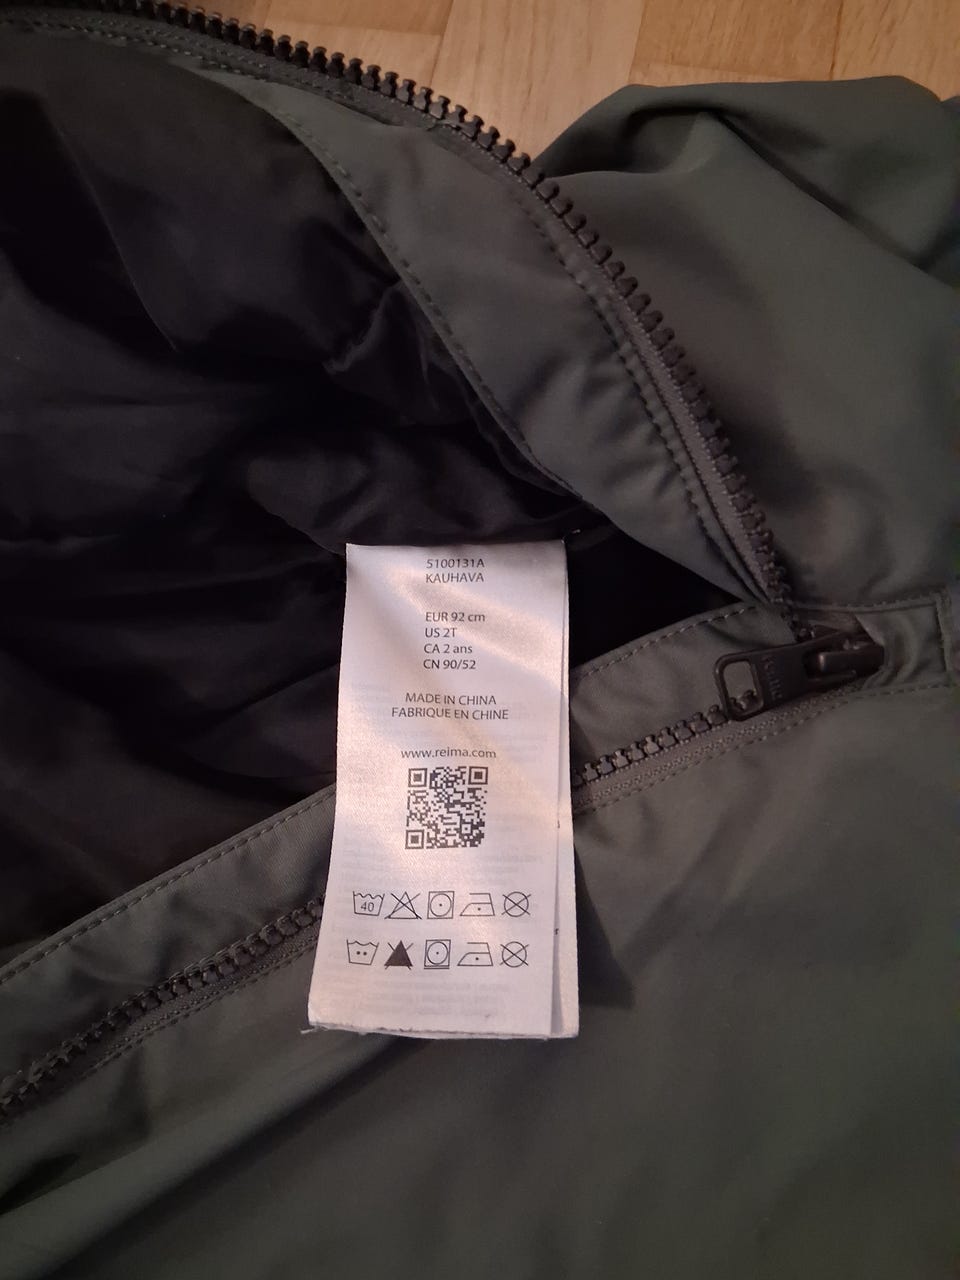 5100131A
KAUHAVA
EUR 92 cm
US 2T
CA 2 ans
CN 90/52
MADE IN CHINA
FABRIQUE EN CHINE
www.reima.com
40